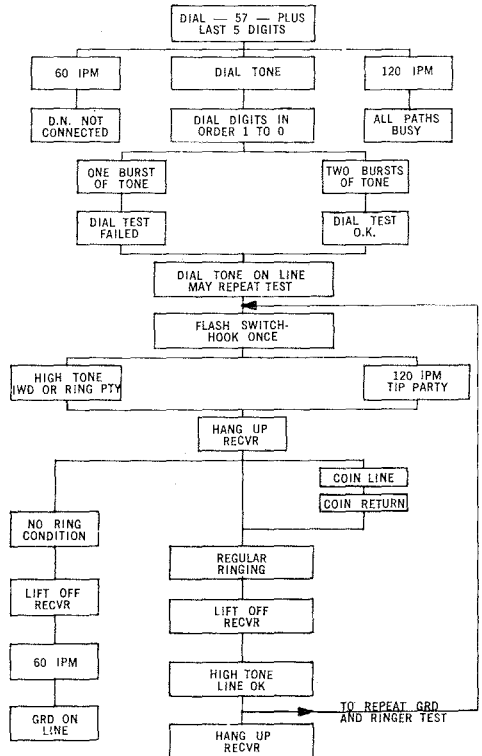 DIAL — 57 — PLUS
LAST 5 DIGITS
60 IPM
DIAL TONE
120 IPM
D.N. NOT
CONNECTED
DIAL DIGITS IN
ORDER 1 TO 0
ALL PATHS
BUSY
ONE BURST
OF TONE
TWO BURSTS
OF TONE
DIAL TEST
FAILED
DIAL TEST
O.K.
DIAL TONE ON LINE
MAY REPEAT TEST
FLASH SWITCH-
HOOK ONCE
HIGH TONE
IWD OR RING PTY
120 IPM
TIP PARTY
HANG UP
RECVR
COIN LINE
COIN RETURN
NO RING
CONDITION
REGULAR
RINGING
LIFT OFF
RECVR
LIFT OFF
RECVR
60 IPM
HIGH TONE
LINE OK
GRD ON
LINE
TO REPEAT GRD
AND RINGER TEST
HANG UP
RECVR